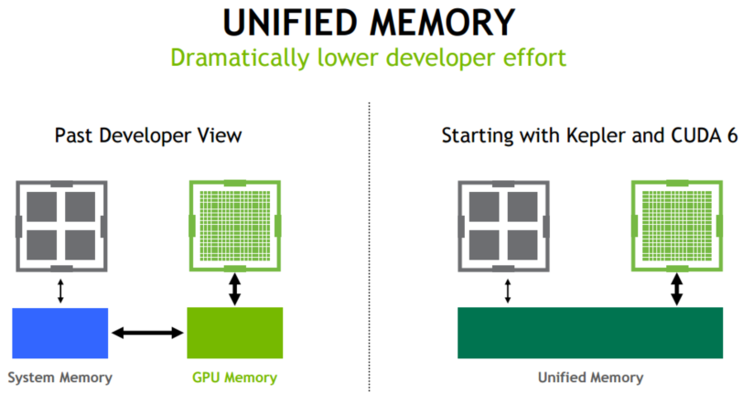 UNIFIED MEMORY
Dramatically lower developer effort
Past Developer View
System Memory
GPU Memory
Starting with Kepler and CUDA 6
Unified Memory